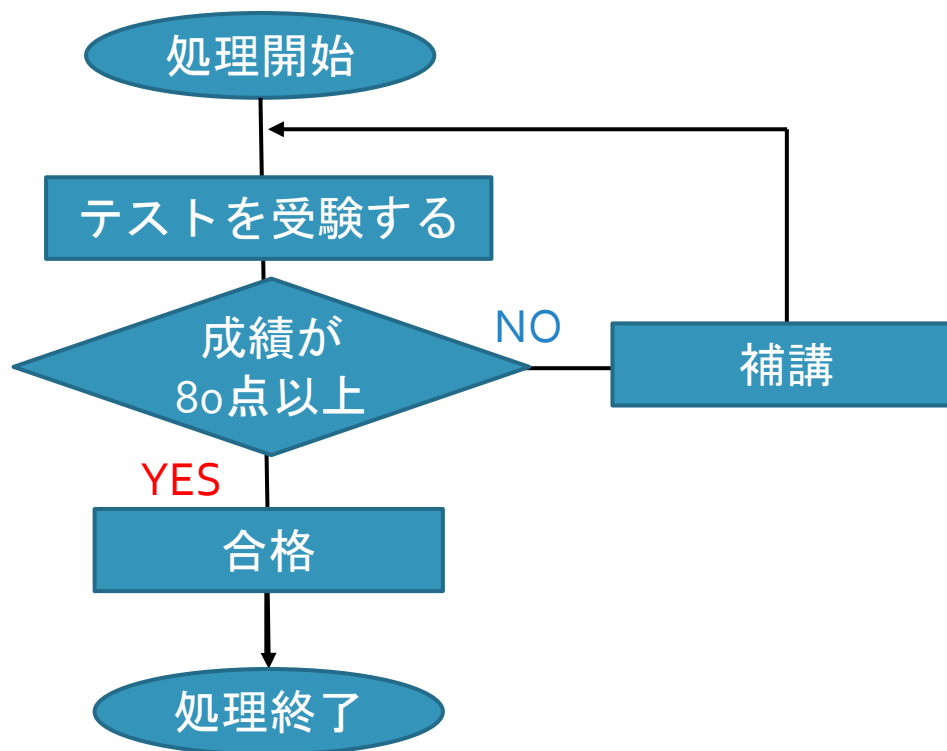 処理開始
テストを受験する
成績が
80点以上
NO
補講
YES
合格
処理終了